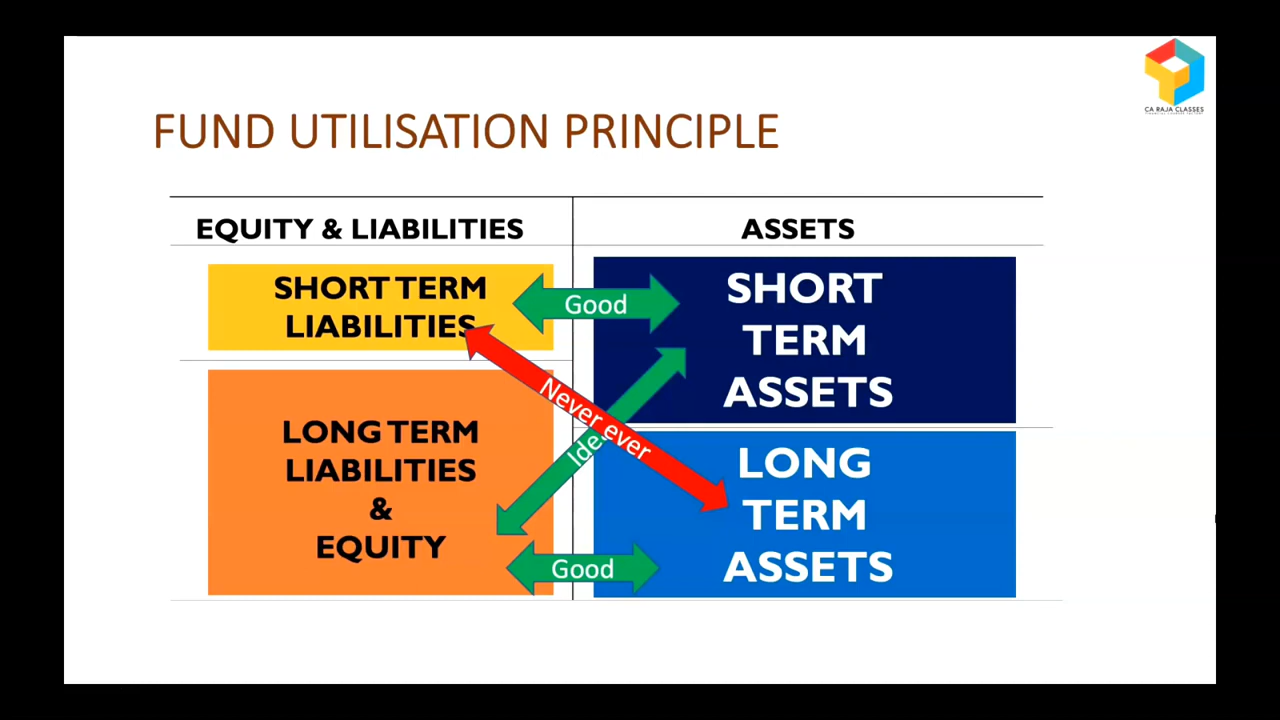 CA RAJA CLASSES
FUND UTILISATION PRINCIPLE
EQUITY & LIABILITIES
ASSETS
SHORT TERM
LIABILITIES
Good
SHORT
TERM
ASSETS
Never ever
LONG TERM
LIABILITIES
&
EQUITY
LONG
TERM
ASSETS
Good